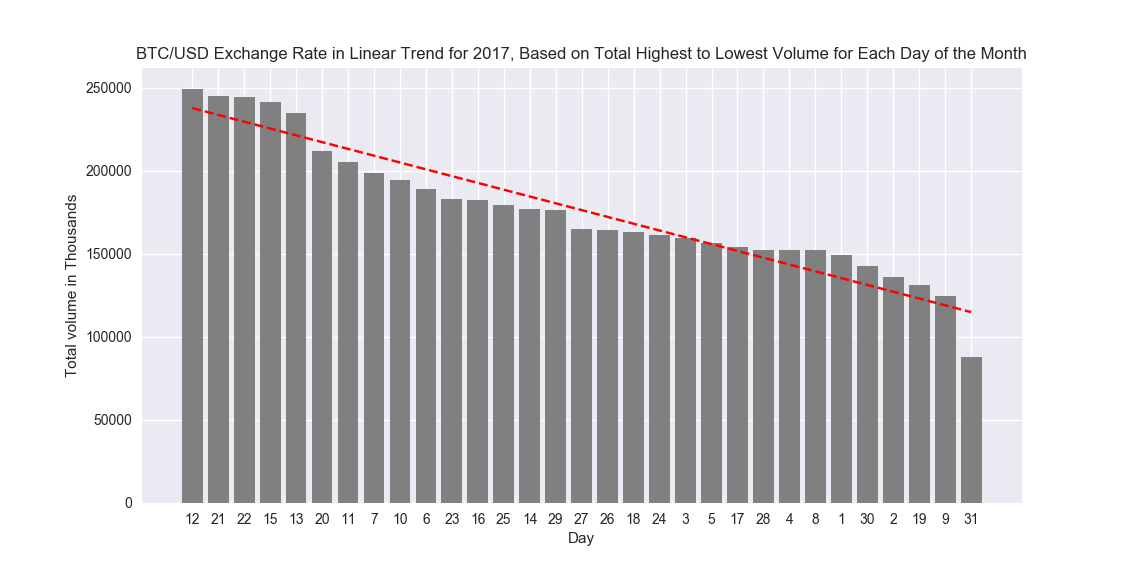 BTC/USD Exchange Rate in Linear Trend for 2017, Based on Total Highest to Lowest Volume for Each Day of the Month
Total volume in Thousands
250000
200000
150000
100000
50000
0
12 21 22 15 13 20 11 7 10 6 23 16 25 14 29 27 26 18 24 3 5 17 28 4 8 1 30 2 19 9 31
Day